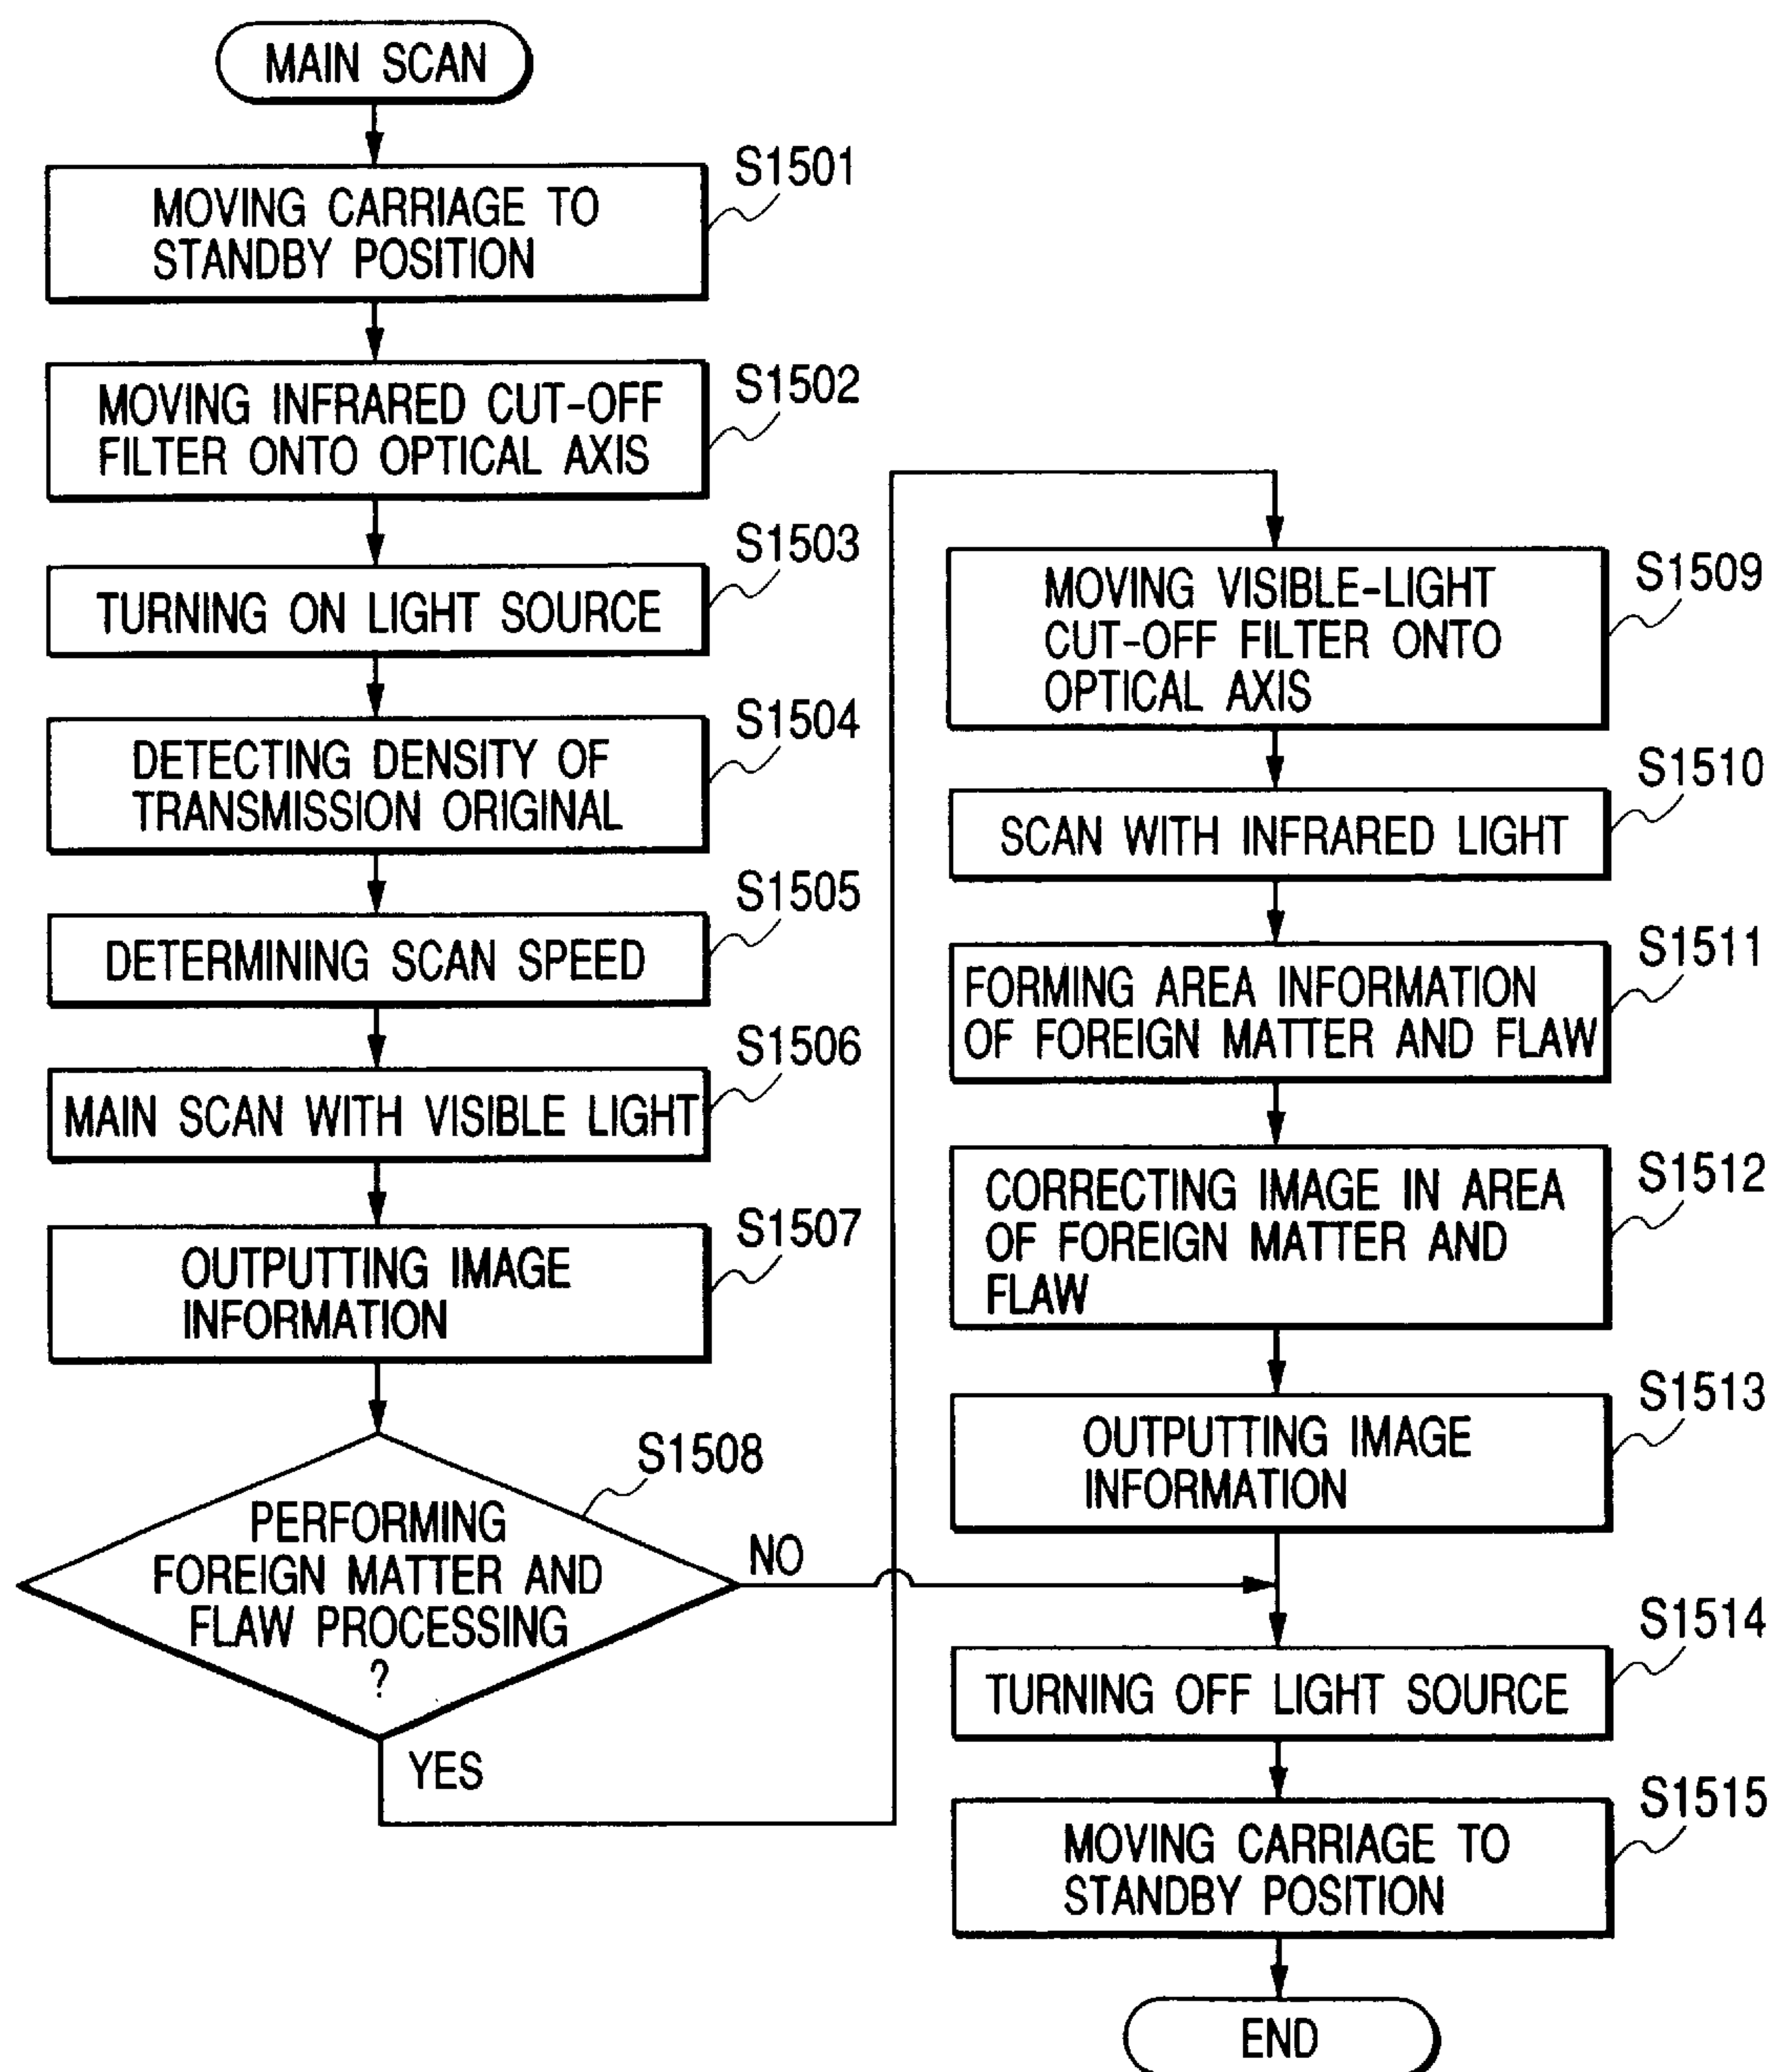 MAIN SCAN
S1501
MOVING CARRIAGE TO
STANDBY POSITION
S1502
MOVING INFRARED CUT-OFF
FILTER ONTO OPTICAL AXIS
S1503
TURNING ON LIGHT SOURCE
S1504
DETECTING DENSITY OF
TRANSMISSION ORIGINAL
S1505
DETERMINING SCAN SPEED
S1506
MAIN SCAN WITH VISIBLE LIGHT
S1507
OUTPUTTING IMAGE
INFORMATION
S1508
PERFORMING
FOREIGN MATTER AND
FLAW PROCESSING
?
NO
YES
S1509
MOVING VISIBLE-LIGHT
CUT-OFF FILTER ONTO
OPTICAL AXIS
S1510
SCAN WITH INFRARED LIGHT
S1511
FORMING AREA INFORMATION
OF FOREIGN MATTER AND FLAW
S1512
CORRECTING IMAGE IN AREA
OF FOREIGN MATTER AND
FLAW
S1513
OUTPUTTING IMAGE
INFORMATION
S1514
TURNING OFF LIGHT SOURCE
S1515
MOVING CARRIAGE TO
STANDBY POSITION
END